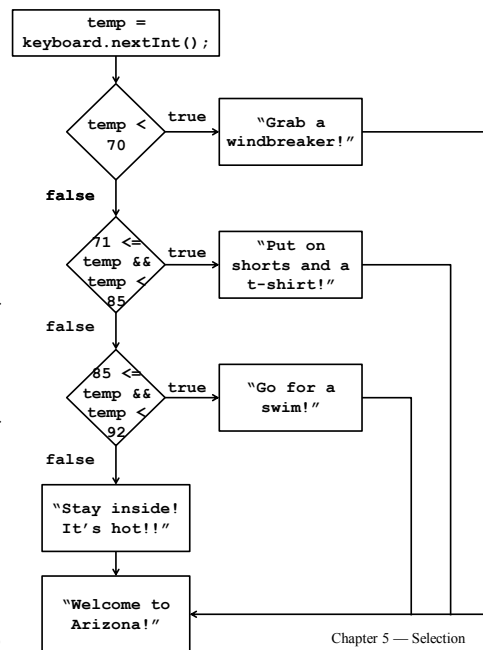 temp =
keyboard.nextInt();
temp <
70
true
“Grab a
windbreaker!”
false
71 <=
temp &&
temp <
85
true
“Put on
shorts and a
t-shirt!”
false
85 <=
temp &&
temp <
92
true
“Go for a
swim!”
false
“Stay inside!
It’s hot!!”
“Welcome to
Arizona!”
Chapter 5 — Selection